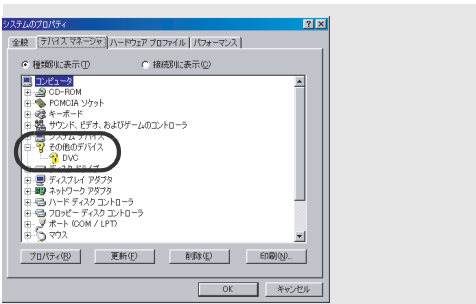 システムのプロパティ
全般 デバイス マネージャ ハードウェア プロファイル パフォーマンス
種類別に表示(T) 接続別に表示(C)
コンピュータ
CD-ROM
PCMCIA ソケット
キーボード
サウンド、ビデオ、およびゲームのコントローラ
システム デバイス
その他のデバイス
DVC
ディスク ドライブ
ディスプレイ アダプタ
ネットワーク アダプタ
ハード ディスク コントローラ
フロッピー ディスク コントローラ
ポート (COM / LPT)
マウス
プロパティ(R) 更新(F) 削除(E) 印刷(N)...
OK キャンセル